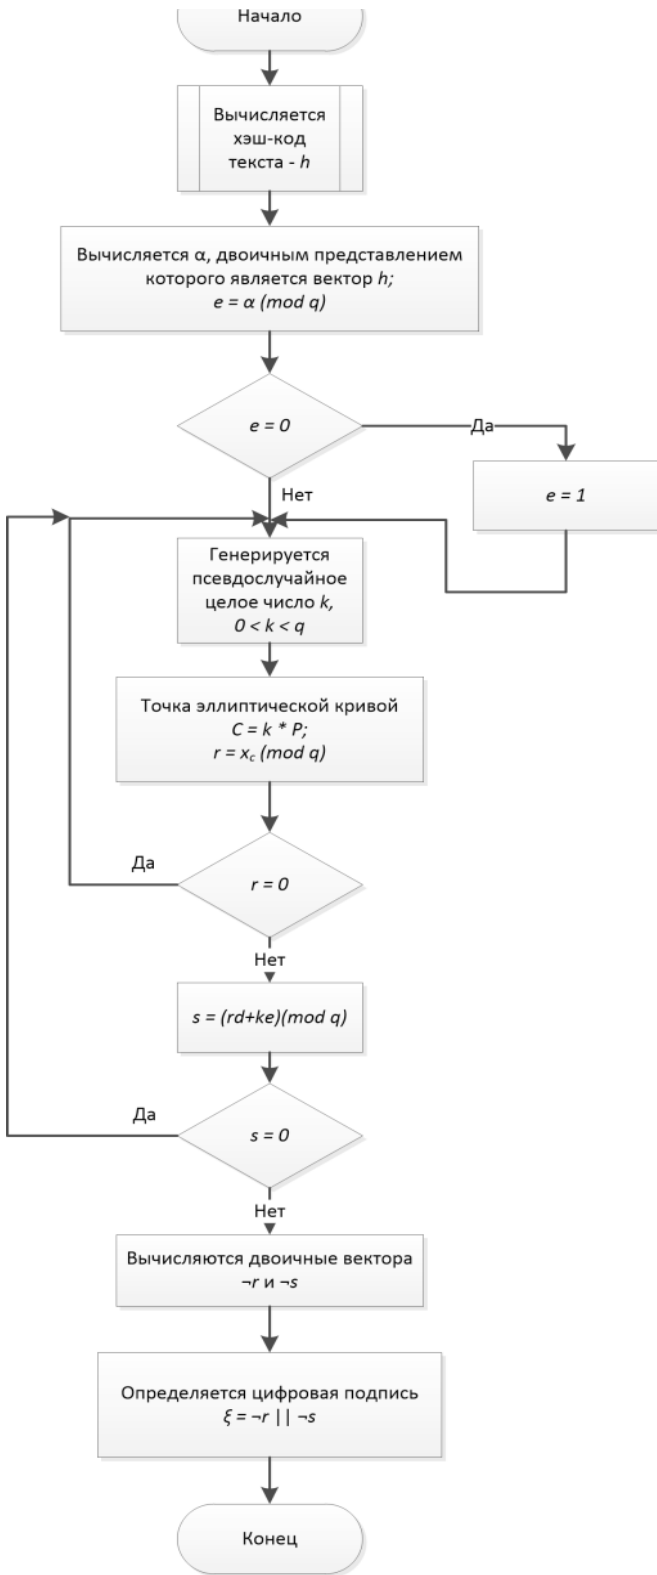 Начало
Вычисляется
хэш-код
текста - h
Вычисляется α, двоичным представлением
которого является вектор h;
e = α (mod q)
e = 0
Да
e = 1
Нет
Генерируется
псевдослучайное
целое число k,
0 < k < q
Точка эллиптической кривой
C = k * P;
r = xc (mod q)
Да
r = 0
Нет
s = (rd+ke)(mod q)
Да
s = 0
Нет
Вычисляются двоичные вектора
¬r и ¬s
Определяется цифровая подпись
ξ = ¬r || ¬s
Конец